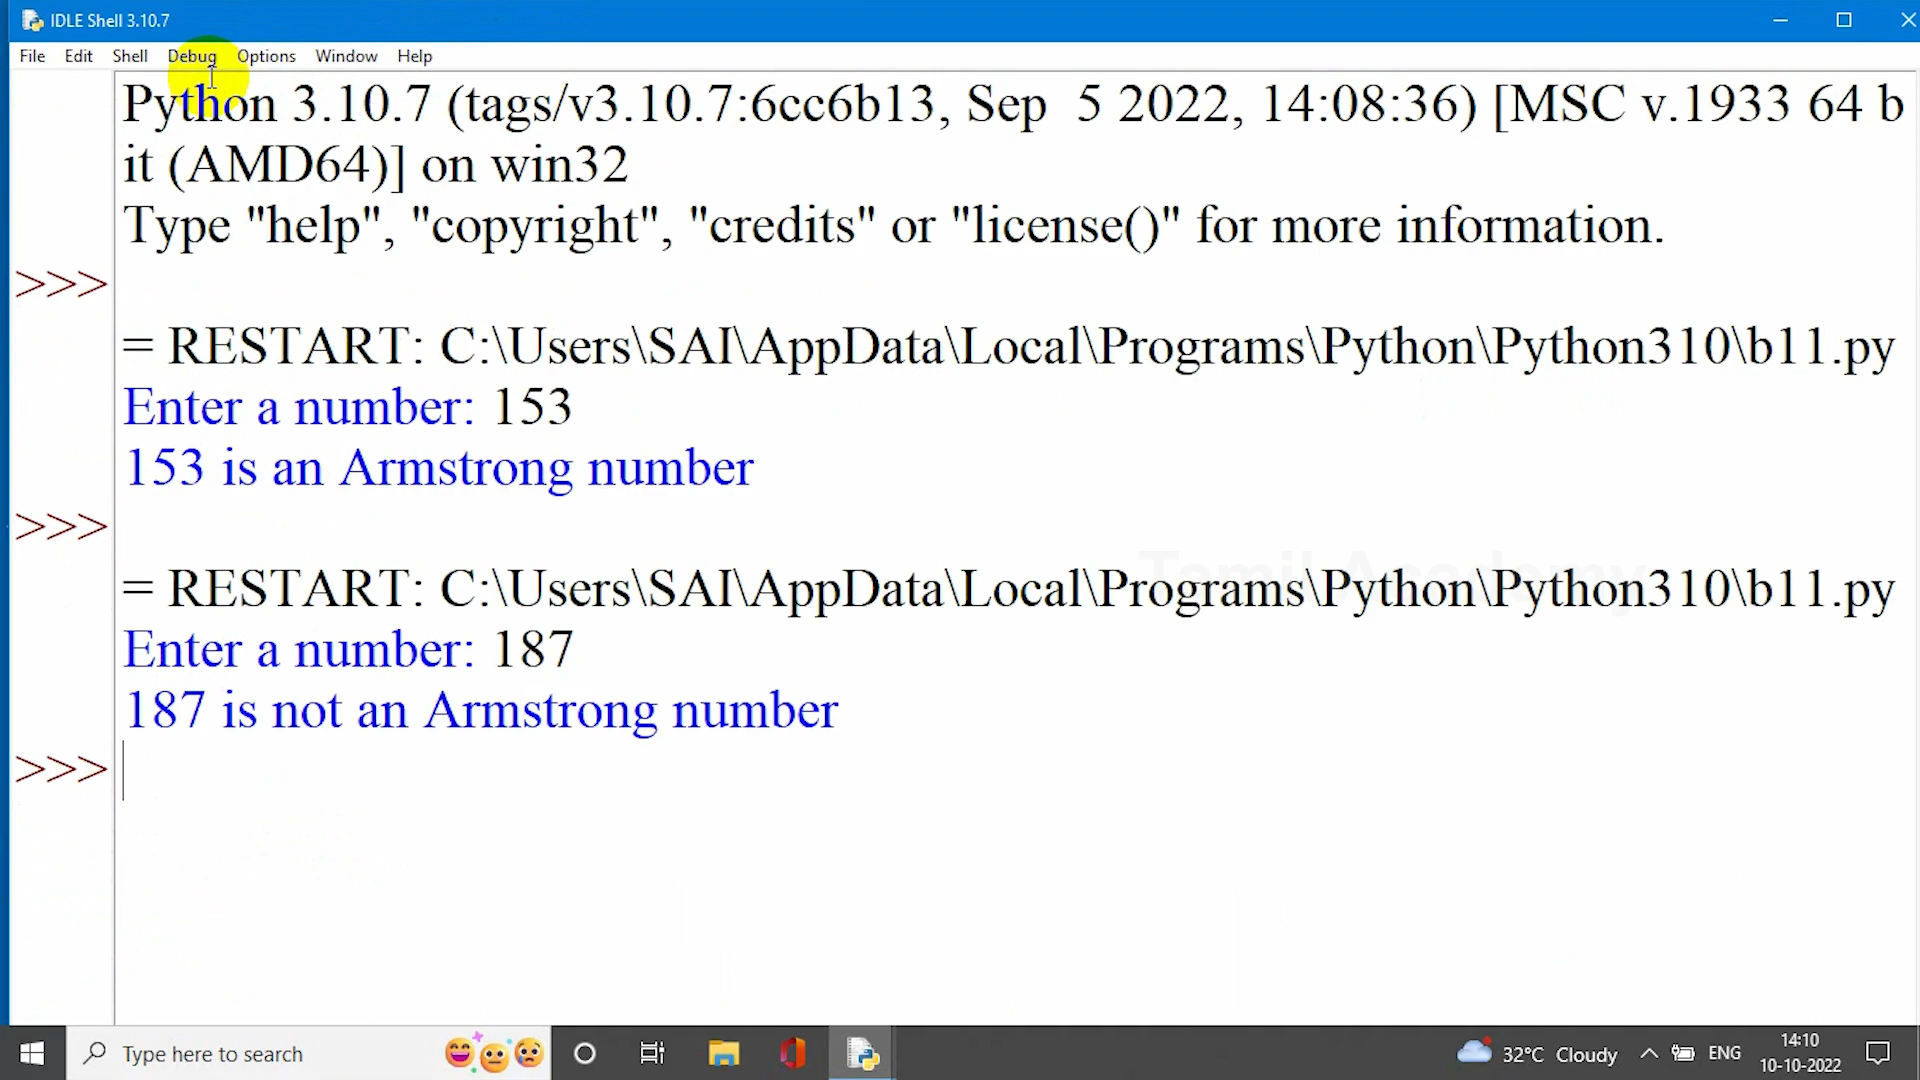 IDLE Shell 3.10.7
File Edit Shell Debug Options Window Help
Python 3.10.7 (tags/v3.10.7:6cc6b13, Sep  5 2022, 14:08:36) [MSC v.1933 64 b
it (AMD64)] on win32
Type "help", "copyright", "credits" or "license()" for more information.
>>>
= RESTART: C:\Users\SAI\AppData\Local\Programs\Python\Python310\b11.py
Enter a number: 153
153 is an Armstrong number
>>>
Tamil Academy
= RESTART: C:\Users\SAI\AppData\Local\Programs\Python\Python310\b11.py
Enter a number: 187
187 is not an Armstrong number
>>>
Type here to search
32°C Cloudy
ENG
14:10
10-10-2022